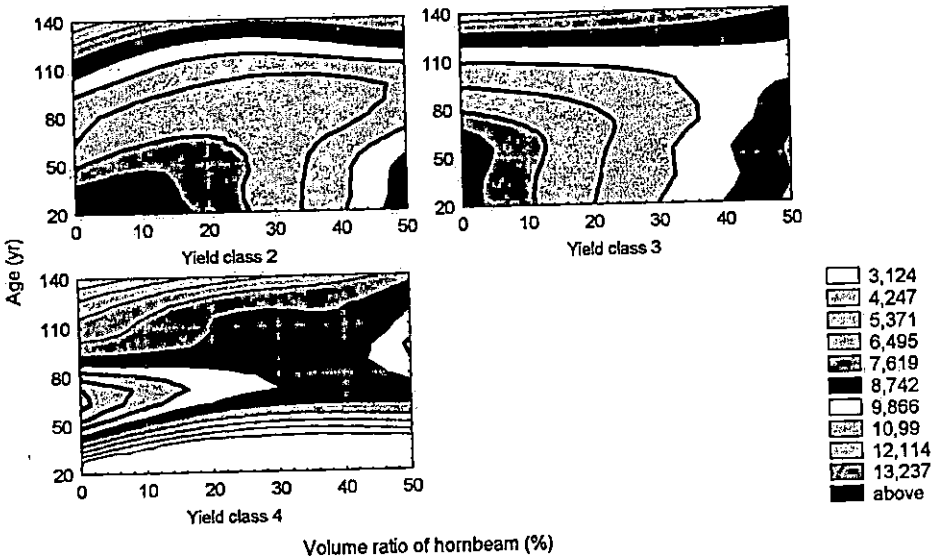 140
110
80
50
20
0 10 20 30 40 50
Yield class 2
140
110
80
50
20
0 10 20 30 40 50
Yield class 3
Age (yr)
140
110
80
50
20
0 10 20 30 40 50
Yield class 4
3,124
4,247
5,371
6,495
7,619
8,742
9,866
10,99
12,114
13,237
above
Volume ratio of hornbeam (%)